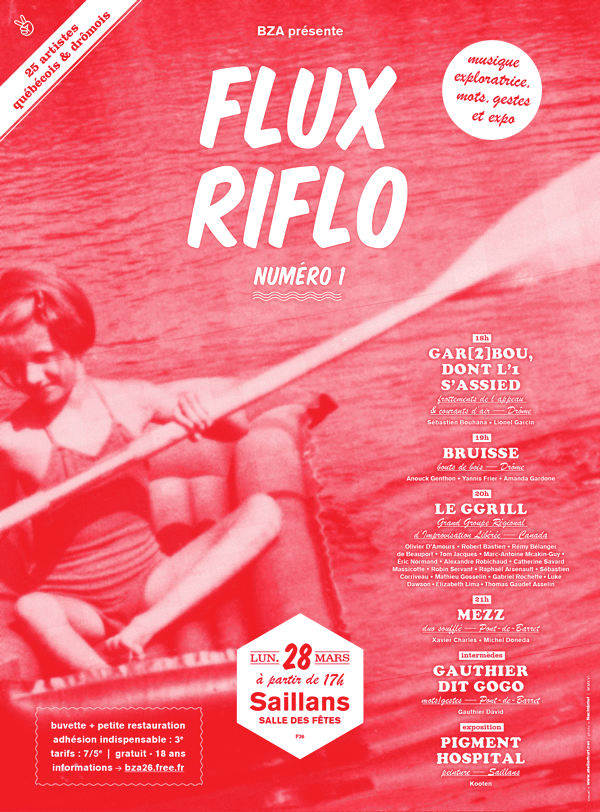 25 artistes
québécois & drômois
BZA présente
musique
exploratrice,
mots, gestes
et expo
FLUX
RIFLO
NUMÉRO 1
18h
GAR[2]BOU,
DONT L'1
S'ASSIED
frottements de l'appeau
& courants d'air — Drôme
Sébastien Bouhana • Lionel Garcin
19h
BRUISSE
bouts de bois — Drôme
Anouck Genthon • Yannis Frier • Amanda Gardone
20h
LE GGRILL
Grand Groupe Régional
d'Improvisation Libérée — Canada
Olivier D'Amours • Robert Bastien • Rémy Bélanger
de Beauport • Tom Jacques • Marc-Antoine Mcakin-Guy •
Éric Normand • Alexandre Robichaud • Catherine Savard
Massicotte • Robin Servant • Raphaël Arsenault • Sébastien
Corriveau • Mathieu Gosselin • Gabriel Rochette • Luke
Dawson • Elizabeth Lima • Thomas Gaudet Asselin
21h
MEZZ
duo soufflé — Pont-de-Barret
Xavier Charles • Michel Doneda
intermèdes
GAUTHIER
DIT GOGO
mots/gestes — Pont-de-Barret
Gauthier David
exposition
PIGMENT
HOSPITAL
peinture — Saillans
Kooten
LUN. 28 MARS
à partir de 17h
Saillans
SALLE DES FÊTES
F26
buvette + petite restauration
adhésion indispensable : 3€
tarifs : 7/5€ | gratuit - 18 ans
informations → bza26.free.fr